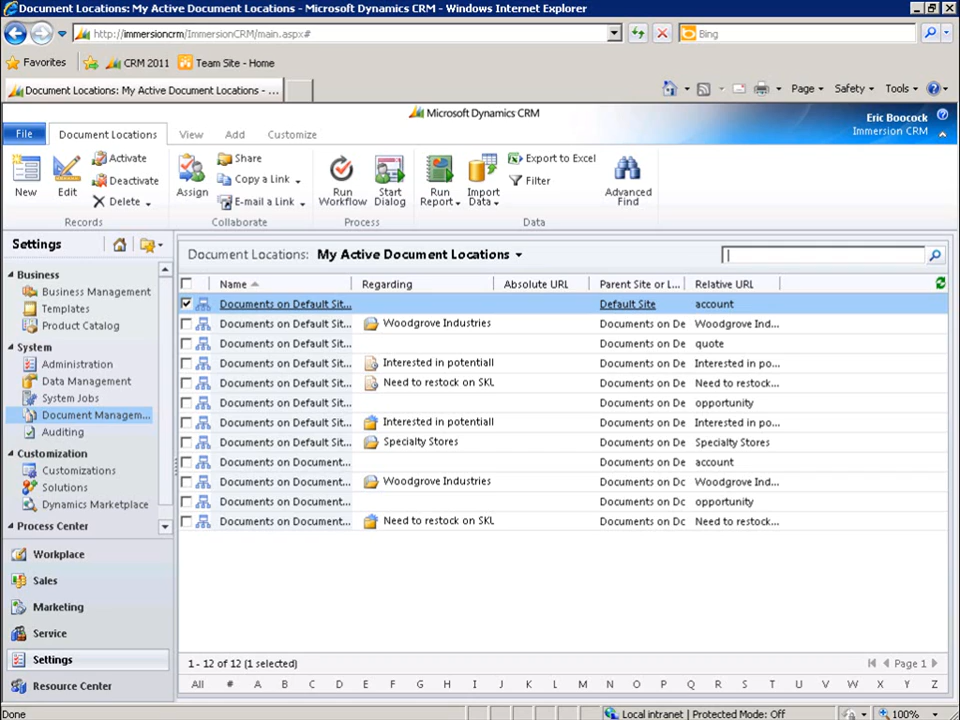 Document Locations: My Active Document Locations - Microsoft Dynamics CRM - Windows Internet Explorer
http://immersioncrm/ImmersionCRM/main.aspx#
Bing
Favorites
CRM 2011
Team Site - Home
Document Locations: My Active Document Locations - ...
Page
Safety
Tools
Microsoft Dynamics CRM
Eric Boocock
Immersion CRM
File
Document Locations
View
Add
Customize
New
Edit
Activate
Deactivate
Delete
Records
Assign
Share
Copy a Link
E-mail a Link
Collaborate
Run Workflow
Start Dialog
Process
Run Report
Import Data
Export to Excel
Filter
Data
Advanced Find
Settings
Business
Business Management
Templates
Product Catalog
System
Administration
Data Management
System Jobs
Document Managem...
Auditing
Customization
Customizations
Solutions
Dynamics Marketplace
Process Center
Workplace
Sales
Marketing
Service
Settings
Resource Center
Document Locations: My Active Document Locations
Name Regarding Absolute URL Parent Site or L... Relative URL
Documents on Default Sit... Default Site account
Documents on Default Sit... Woodgrove Industries Documents on De Woodgrove Ind...
Documents on Default Sit... Documents on De quote
Documents on Default Sit... Interested in potentiall Documents on De Interested in po...
Documents on Default Sit... Need to restock on SKU Documents on De Need to restock...
Documents on Default Sit... Documents on De opportunity
Documents on Default Sit... Interested in potentiall Documents on De Interested in po...
Documents on Default Sit... Specialty Stores Documents on De Specialty Stores
Documents on Document... Documents on Dc account
Documents on Document... Woodgrove Industries Documents on Dc Woodgrove Ind...
Documents on Document... Documents on Dc opportunity
Documents on Document... Need to restock on SKU Documents on Dc Need to restock...
1 - 12 of 12 (1 selected)
Page 1
All # A B C D E F G H I J K L M N O P Q R S T U V W X Y Z
Done
Local intranet | Protected Mode: Off
100%